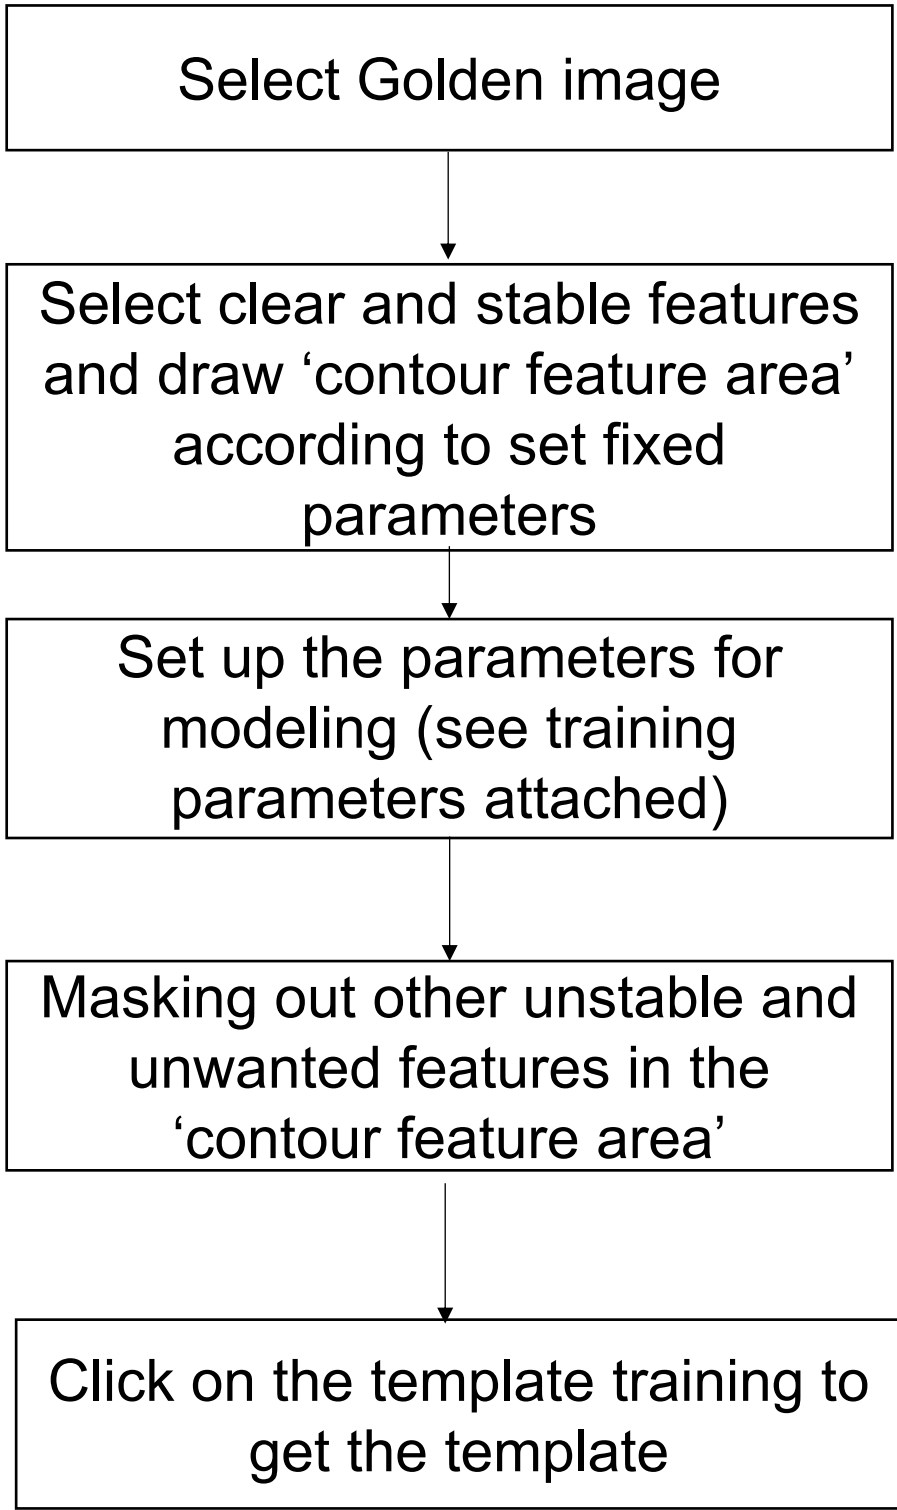 Select Golden image
Select clear and stable features
and draw ‘contour feature area’
according to set fixed
parameters
Set up the parameters for
modeling (see training
parameters attached)
Masking out other unstable and
unwanted features in the
‘contour feature area’
Click on the template training to
get the template